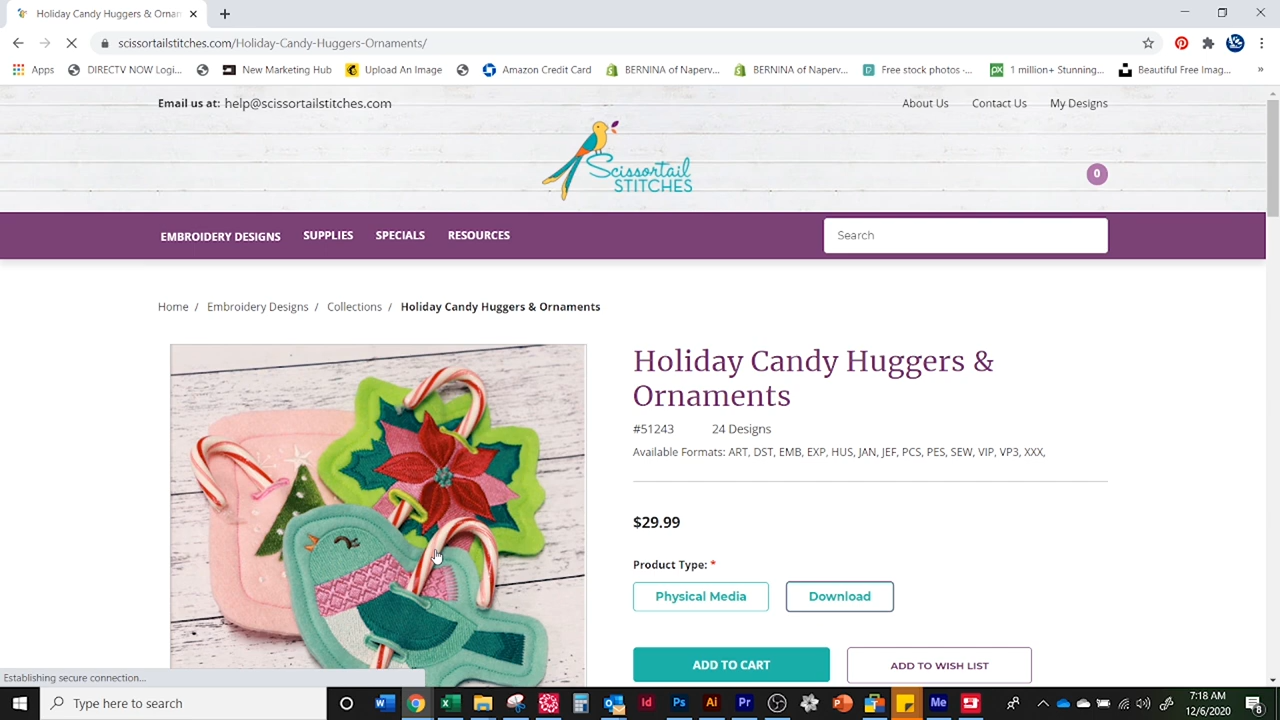 Holiday Candy Huggers & Ornan
scissortailstitches.com/Holiday-Candy-Huggers-Ornaments/
Apps DIRECTV NOW Logi... New Marketing Hub Upload An Image Amazon Credit Card BERNINA of Naperv... BERNINA of Naperv... Free stock photos -... 1 million+ Stunning... Beautiful Free Imag... »
Email us at: help@scissortailstitches.com About Us Contact Us My Designs
Scissortail
STITCHES
0
EMBROIDERY DESIGNS SUPPLIES SPECIALS RESOURCES Search
Home / Embroidery Designs / Collections / Holiday Candy Huggers & Ornaments
Holiday Candy Huggers &
Ornaments
#51243 24 Designs
Available Formats: ART, DST, EMB, EXP, HUS, JAN, JEF, PCS, PES, SEW, VIP, VP3, XXX,
$29.99
Product Type: *
Physical Media Download
ADD TO CART ADD TO WISH LIST
Establishing secure connection...
Type here to search
7:18 AM
12/6/2020
8